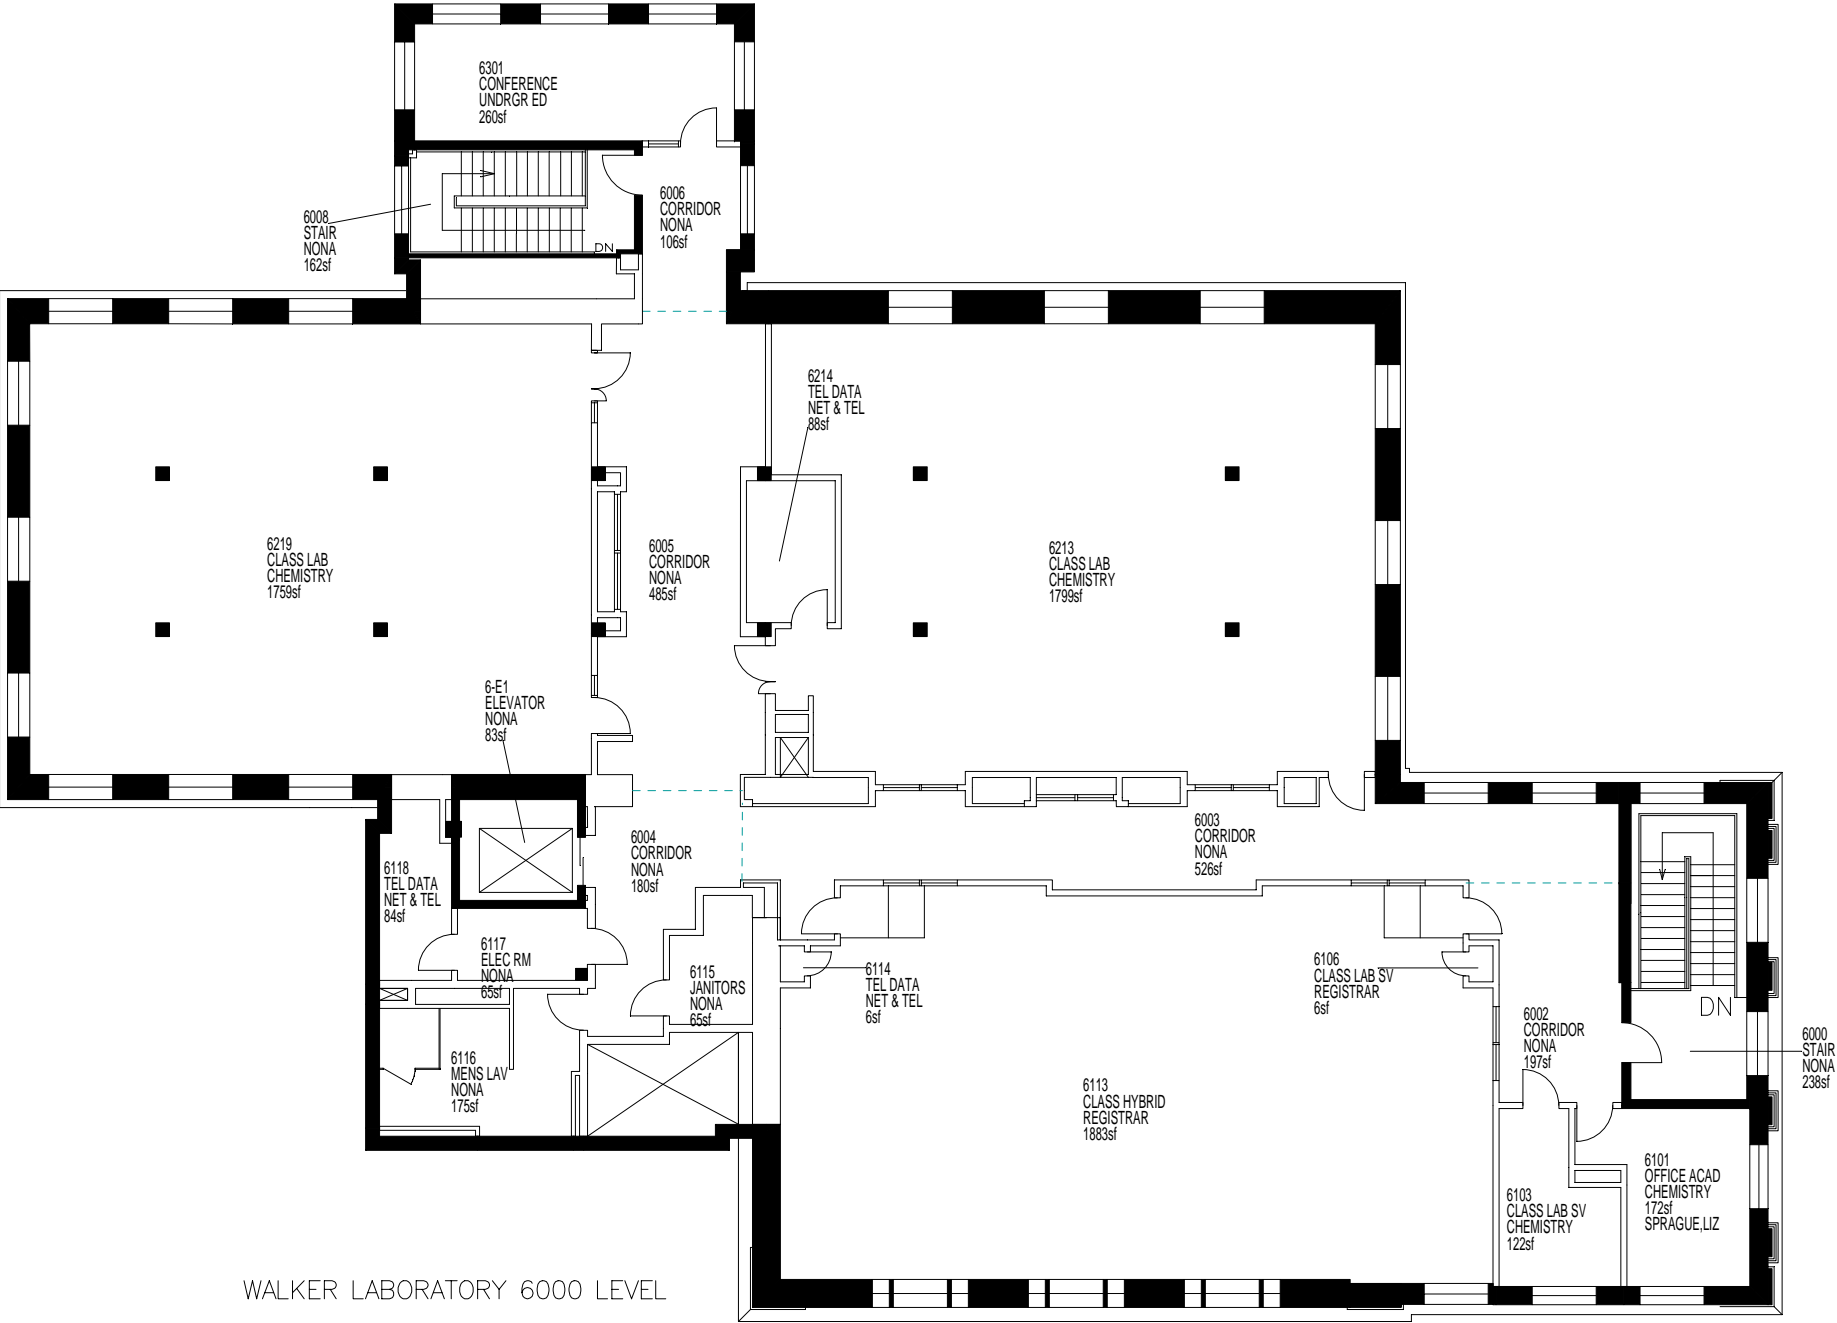 6301
CONFERENCE
UNDRGR ED
260sf
6008
STAIR
NONA
162sf
DN
6006
CORRIDOR
NONA
106sf
6214
TEL DATA
NET & TEL
88sf
6219
CLASS LAB
CHEMISTRY
1759sf
6005
CORRIDOR
NONA
485sf
6213
CLASS LAB
CHEMISTRY
1799sf
6-E1
ELEVATOR
NONA
83sf
6004
CORRIDOR
NONA
180sf
6003
CORRIDOR
NONA
526sf
6118
TEL DATA
NET & TEL
84sf
6117
ELEC RM
NONA
65sf
6115
JANITORS
NONA
65sf
6114
TEL DATA
NET & TEL
6sf
6106
CLASS LAB SV
REGISTRAR
6sf
6002
CORRIDOR
NONA
197sf
DN
6000
STAIR
NONA
238sf
6116
MENS LAV
NONA
175sf
6113
CLASS HYBRID
REGISTRAR
1883sf
6103
CLASS LAB SV
CHEMISTRY
122sf
6101
OFFICE ACAD
CHEMISTRY
172sf
SPRAGUE,LIZ
WALKER LABORATORY 6000 LEVEL